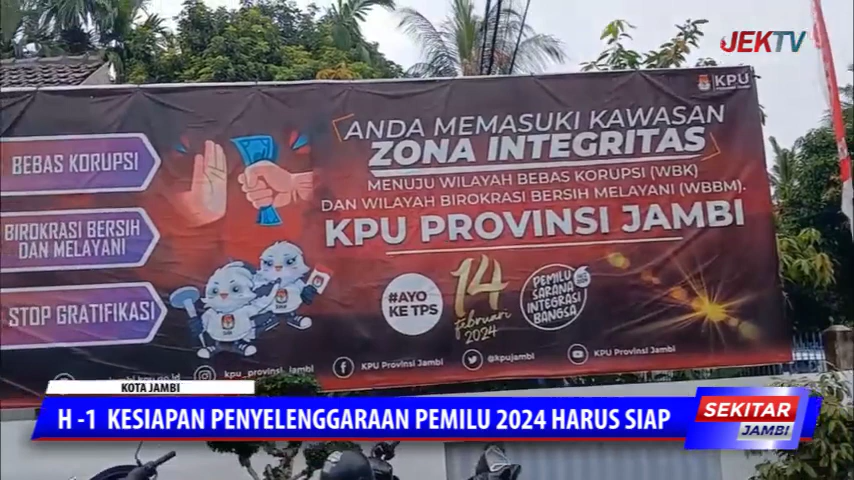 JEKTV
KPU
BEBAS KORUPSI
BIROKRASI BERSIH
DAN MELAYANI
STOP GRATIFIKASI
ANDA MEMASUKI KAWASAN
ZONA INTEGRITAS
MENUJU WILAYAH BEBAS KORUPSI (WBK)
DAN WILAYAH BIROKRASI BERSIH MELAYANI (WBBM).
KPU PROVINSI JAMBI
#AYO
KE TPS
14
Februari
2024
PEMILU
SARANA
INTEGRASI
BANGSA
kpu_provinsi_jambi
KPU Provinsi Jambi
@kpujambi
KPU Provinsi Jambi
KOTA JAMBI
H -1 KESIAPAN PENYELENGGARAAN PEMILU 2024 HARUS SIAP
SEKITAR
JAMBI